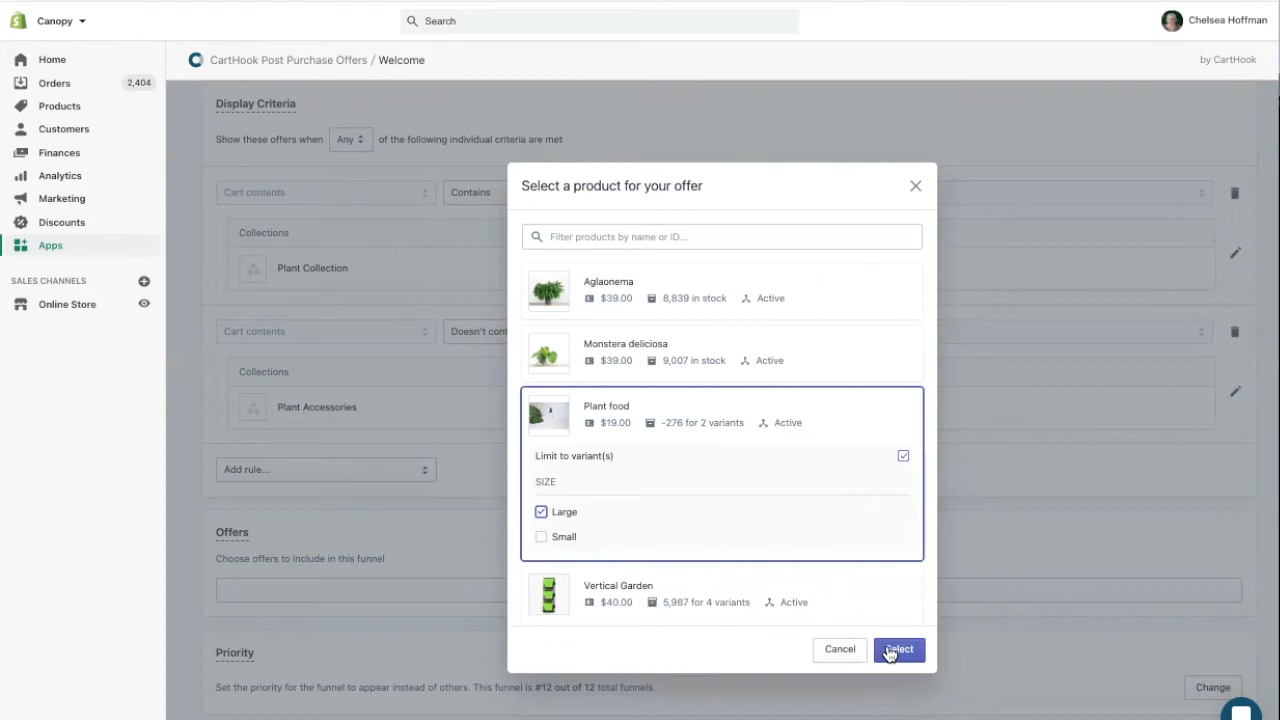 Canopy
Search
Chelsea Hoffman
Home
Orders 2,404
Products
Customers
Finances
Analytics
Marketing
Discounts
Apps
SALES CHANNELS
Online Store
CartHook Post Purchase Offers / Welcome
by CartHook
Display Criteria
Show these offers when Any of the following individual criteria are met
Cart contents Contains
Collections
Plant Collection
Cart contents Doesn't cont
Collections
Plant Accessories
Add rule...
Offers
Choose offers to include in this funnel
Priority
Set the priority for the funnel to appear instead of others. This funnel is #12 out of 12 total funnels.
Change
Select a product for your offer
Filter products by name or ID...
Aglaonema
$39.00 8,839 in stock Active
Monstera deliciosa
$39.00 9,007 in stock Active
Plant food
$19.00 -276 for 2 variants Active
Limit to variant(s)
SIZE
Large
Small
Vertical Garden
$40.00 5,987 for 4 variants Active
Cancel Select